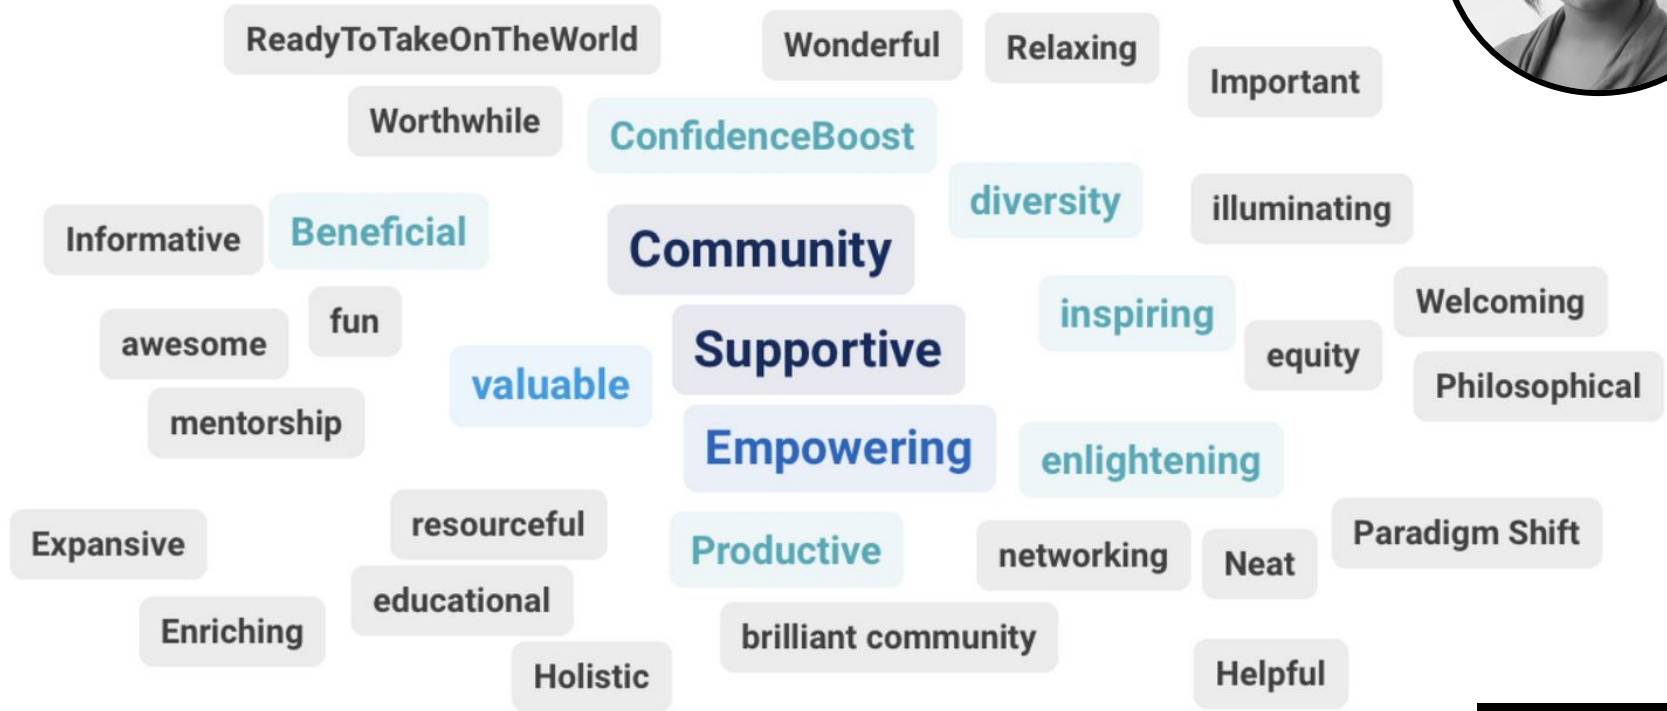 ReadyToTakeOnTheWorld
Wonderful
Relaxing
Important
Worthwhile
ConfidenceBoost
diversity
illuminating
Informative
Beneficial
Community
inspiring
Welcoming
awesome
fun
Supportive
equity
valuable
Philosophical
mentorship
Empowering
enlightening
Expansive
resourceful
Productive
networking
Neat
Paradigm Shift
Enriching
educational
brilliant community
Holistic
Helpful